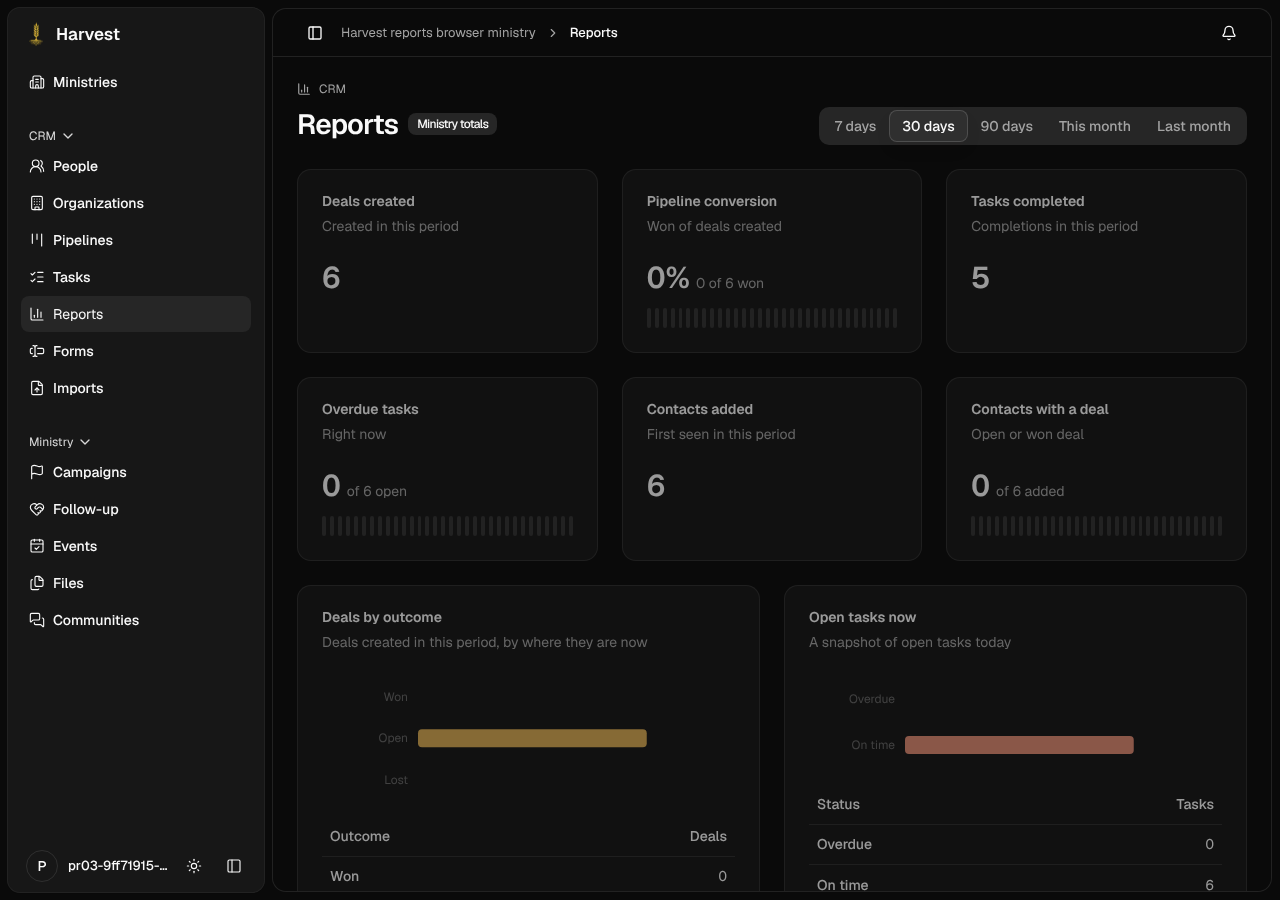 Harvest
Ministries
CRM
People
Organizations
Pipelines
Tasks
Reports
Forms
Imports
Ministry
Campaigns
Follow-up
Events
Files
Communities
P pr03-9ff71915-...
Harvest reports browser ministry > Reports
CRM
Reports Ministry totals
7 days 30 days 90 days This month Last month
Deals created
Created in this period
6
Pipeline conversion
Won of deals created
0% 0 of 6 won
Tasks completed
Completions in this period
5
Overdue tasks
Right now
0 of 6 open
Contacts added
First seen in this period
6
Contacts with a deal
Open or won deal
0 of 6 added
Deals by outcome
Deals created in this period, by where they are now
Won
Open
Lost
Outcome Deals
Won 0
Open tasks now
A snapshot of open tasks today
Overdue
On time
Status Tasks
Overdue 0
On time 6